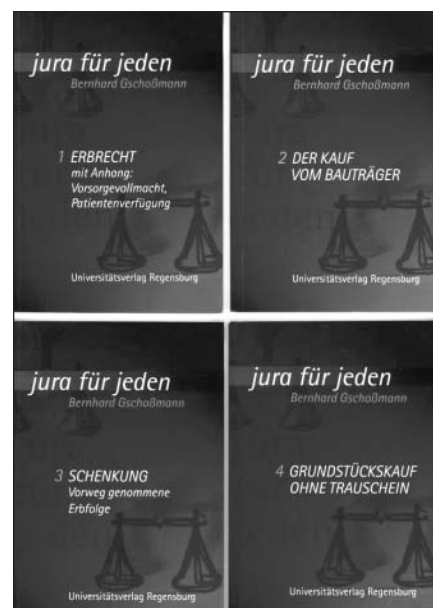 jura für jeden
Bernhard Gschoßmann
1 ERBRECHT
mit Anhang:
Vorsorgevollmacht,
Patientenverfügung
Universitätsverlag Regensburg
jura für jeden
Bernhard Gschoßmann
2 DER KAUF
VOM BAUTRÄGER
Universitätsverlag Regensburg
jura für jeden
Bernhard Gschoßmann
3 SCHENKUNG
Vorweg genommene
Erbfolge
Universitätsverlag Regensburg
jura für jeden
Bernhard Gschoßmann
4 GRUNDSTÜCKSKAUF
OHNE TRAUSCHEIN
Universitätsverlag Regensburg